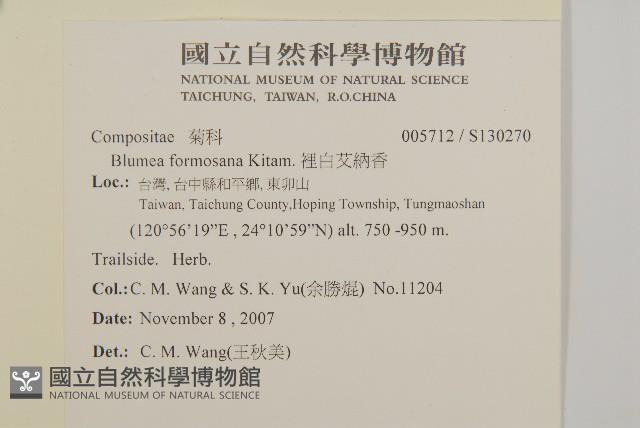 國立自然科學博物館
NATIONAL MUSEUM OF NATURAL SCIENCE
TAICHUNG, TAIWAN, R.O.CHINA
Compositae 菊科 005712 / S130270
Blumea formosana Kitam. 裡白艾納香
Loc.: 台灣, 台中縣和平鄉, 東卯山
Taiwan, Taichung County,Hoping Township, Tungmaoshan
(120°56’19”E , 24°10’59”N) alt. 750 -950 m.
Trailside. Herb.
Col.:C. M. Wang & S. K. Yu(余勝焜) No.11204
Date: November 8 , 2007
Det.: C. M. Wang(王秋美)
國立自然科學博物館
NATIONAL MUSEUM OF NATURAL SCIENCE